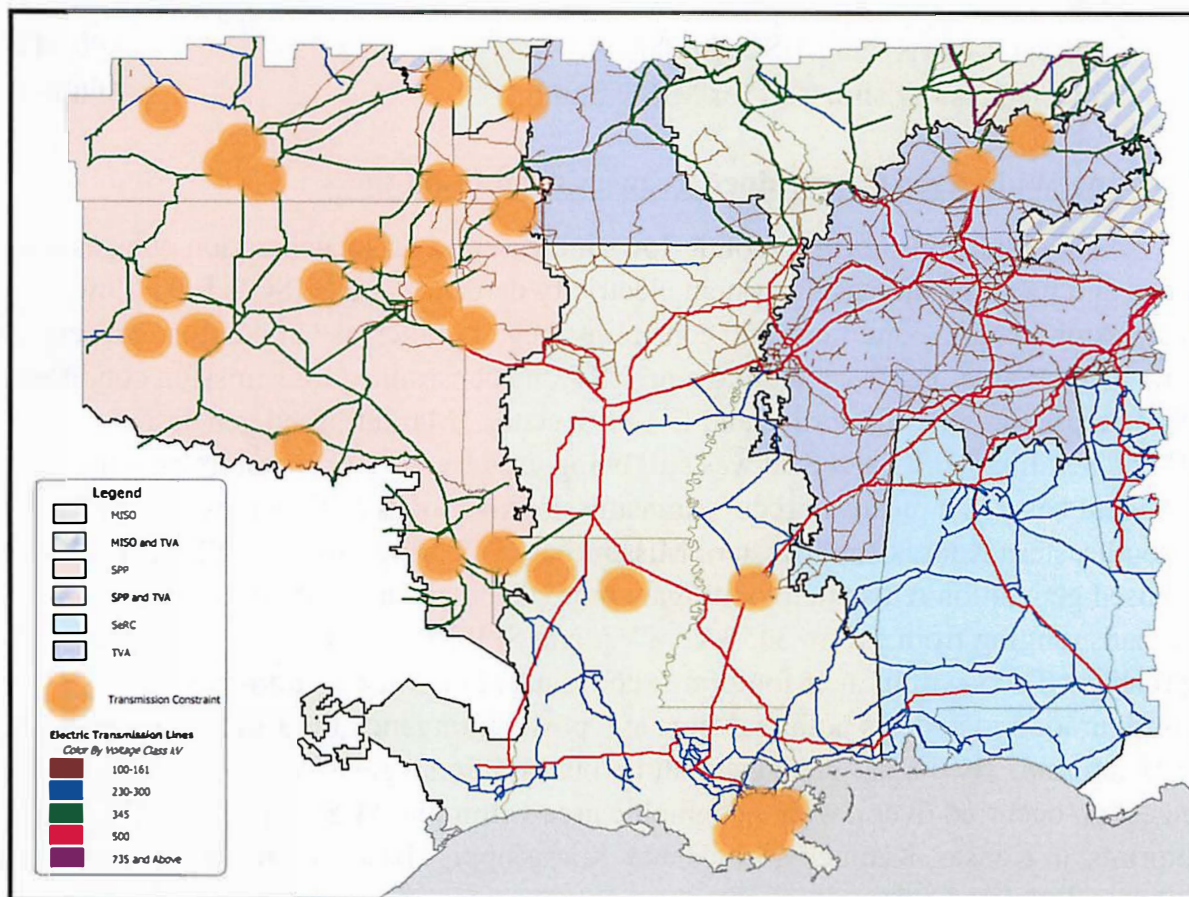 Legend
MISO
MISO and TVA
SPP
SPP and TVA
SeRC
TVA
Transmission Constraint
Electric Transmission Lines
Color By Voltage Class kV
100-161
230-300
345
500
735 and Above